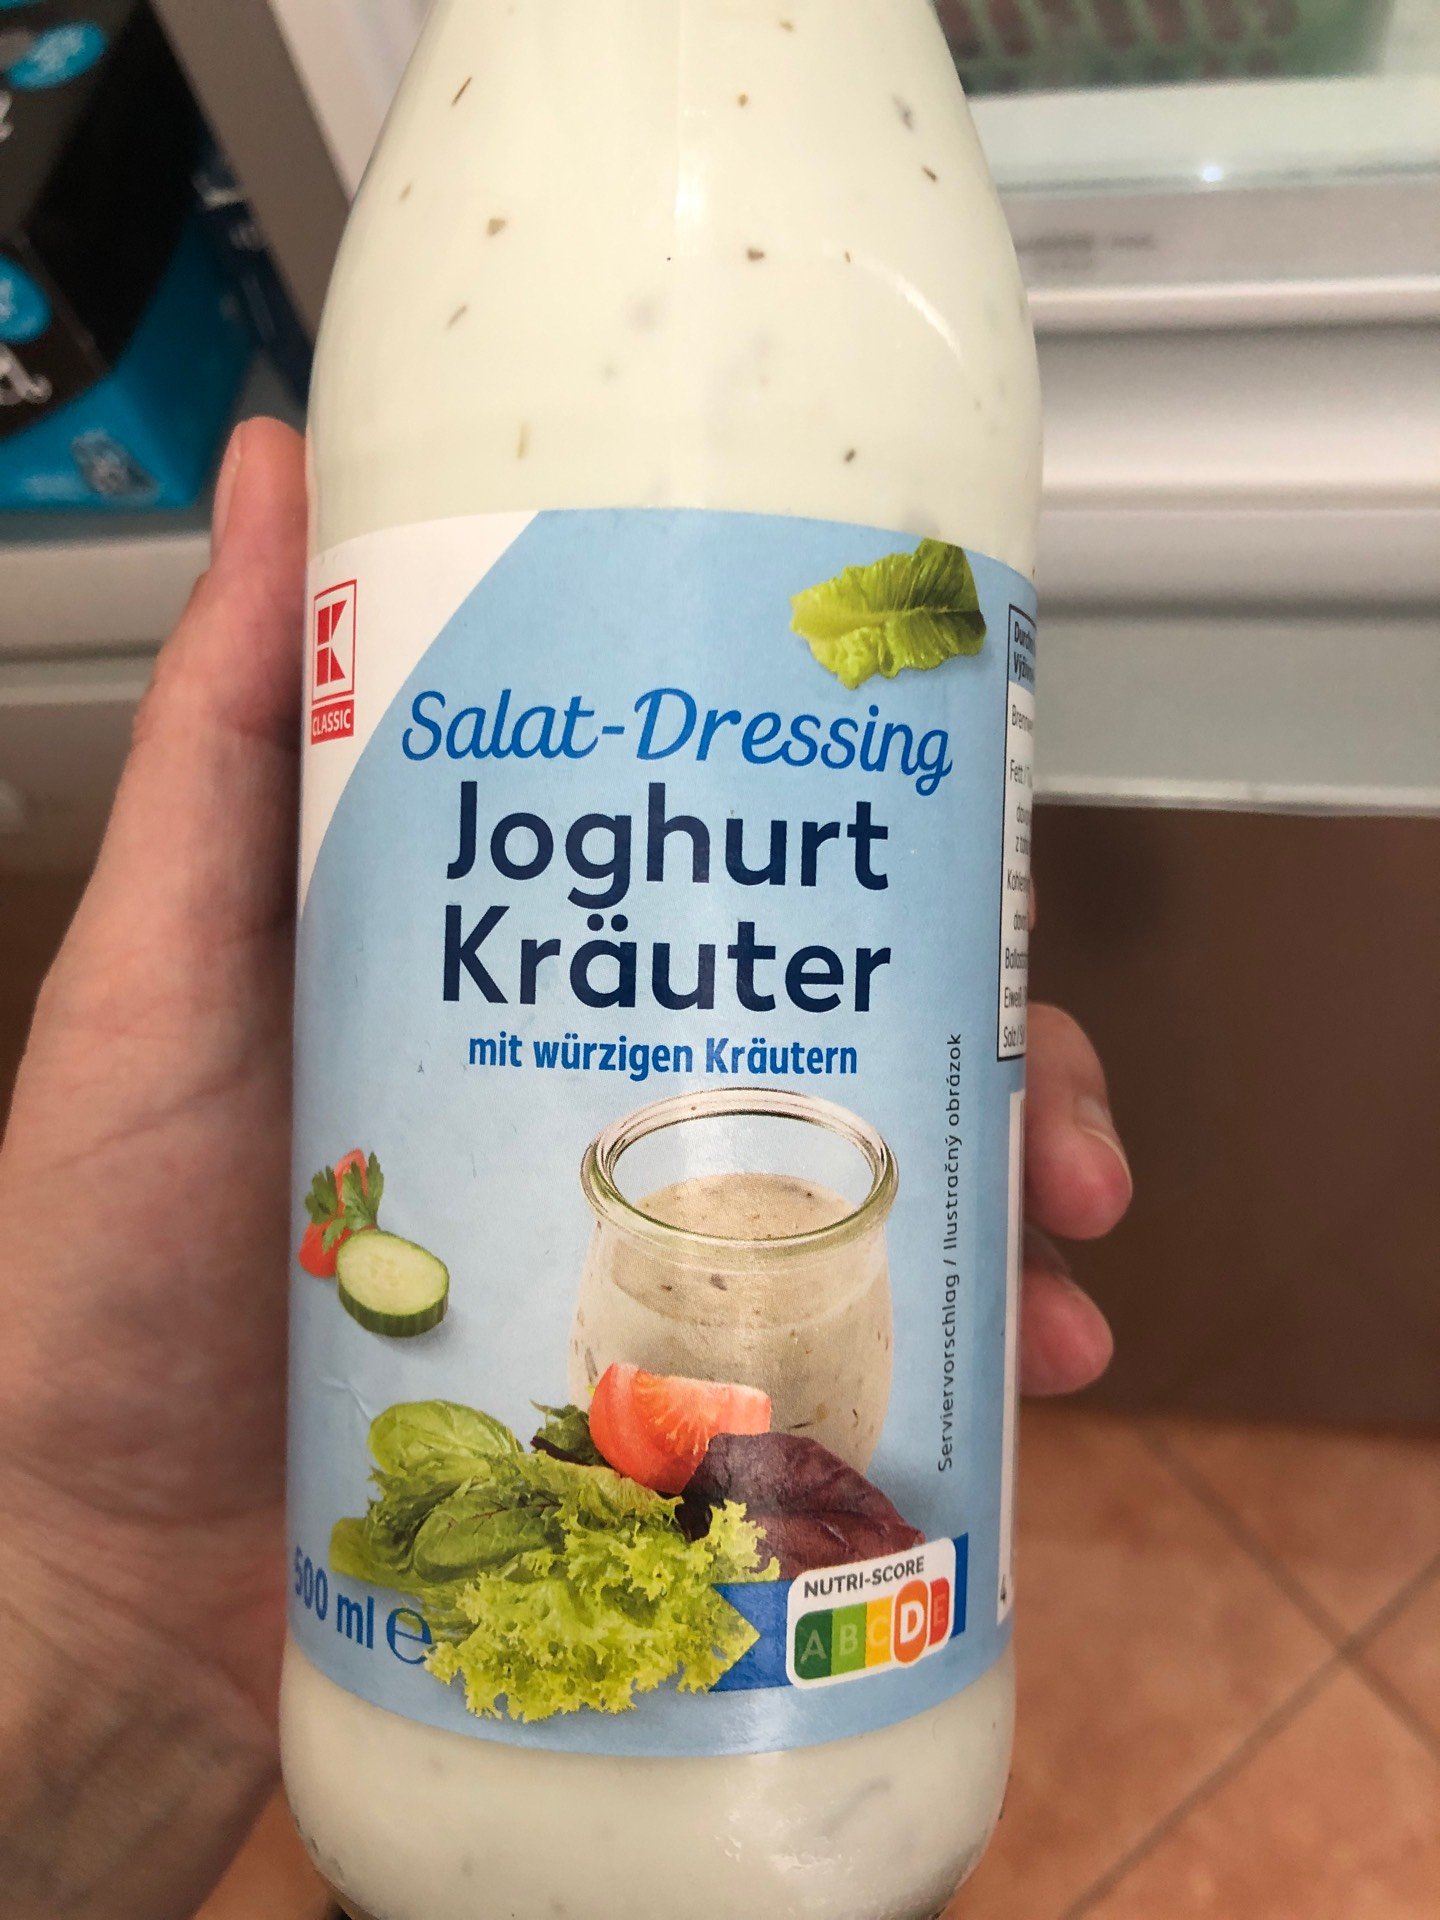 K
CLASSIC
Salat-Dressing
Joghurt
Kräuter
mit würzigen Kräutern
Serviervorschlag / Ilustračný obrázok
500 ml e
NUTRI-SCORE
A B C D E